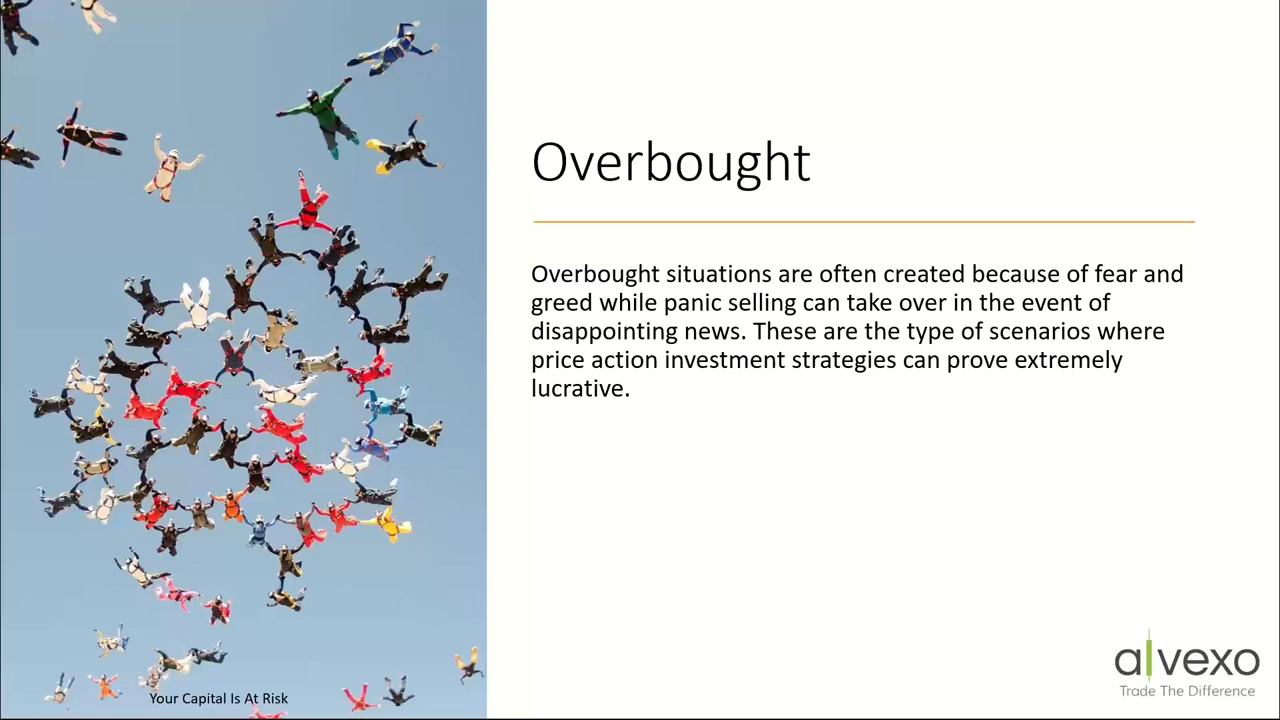 Overbought
Overbought situations are often created because of fear and
greed while panic selling can take over in the event of
disappointing news. These are the type of scenarios where
price action investment strategies can prove extremely
lucrative.
Your Capital Is At Risk
alvexo
Trade The Difference